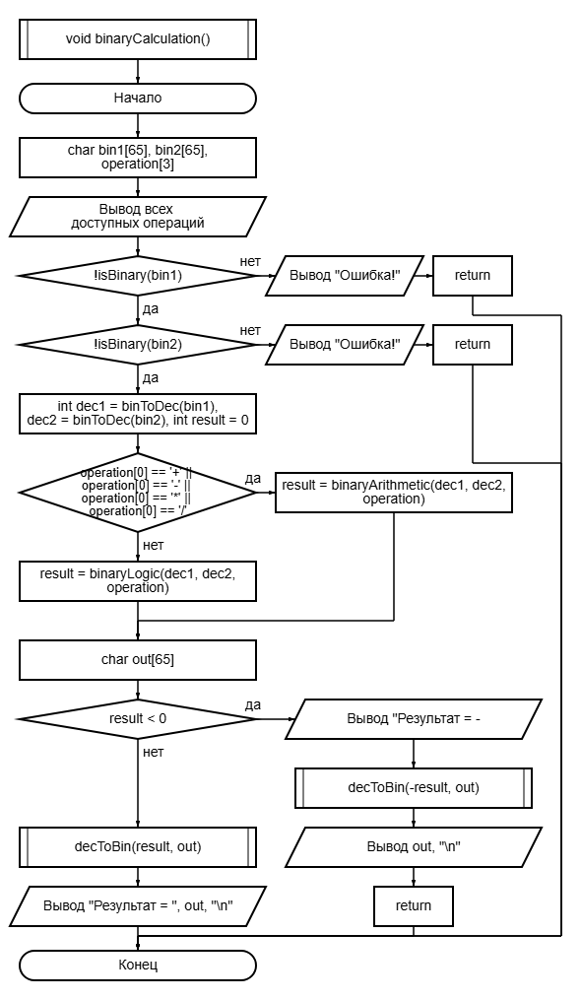 void binaryCalculation()
Начало
char bin1[65], bin2[65],
operation[3]
Вывод всех
доступных операций
!isBinary(bin1)
нет
Вывод "Ошибка!"
return
да
!isBinary(bin2)
нет
Вывод "Ошибка!"
return
да
int dec1 = binToDec(bin1),
dec2 = binToDec(bin2), int result = 0
operation[0] == '+' ||
operation[0] == '-' ||
operation[0] == '*' ||
operation[0] == '/'
да
result = binaryArithmetic(dec1, dec2,
operation)
нет
result = binaryLogic(dec1, dec2,
operation)
char out[65]
result < 0
да
Вывод "Результат = -
нет
decToBin(-result, out)
decToBin(result, out)
Вывод out, "\n"
Вывод "Результат = ", out, "\n"
return
Конец